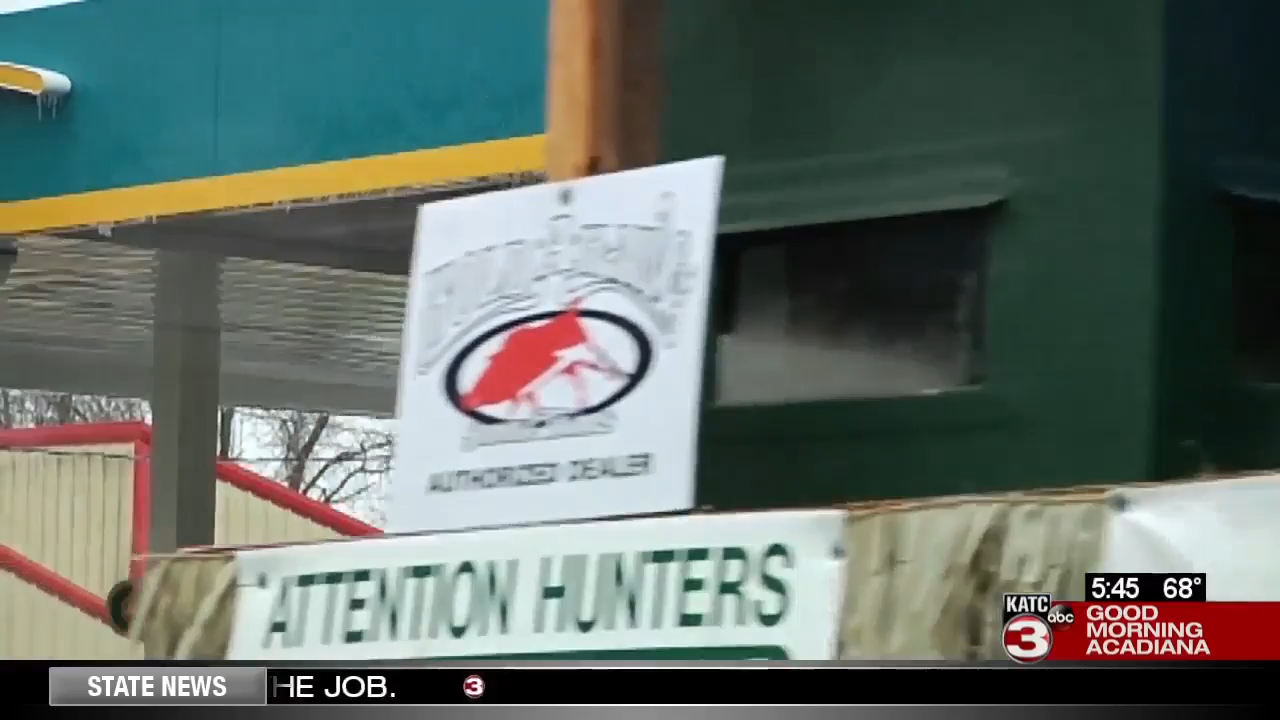 AUTHORIZED DEALER
ATTENTION HUNTERS
5:45 68°
KATC
abc
3
GOOD
MORNING
ACADIANA
STATE NEWS
HE JOB.
3